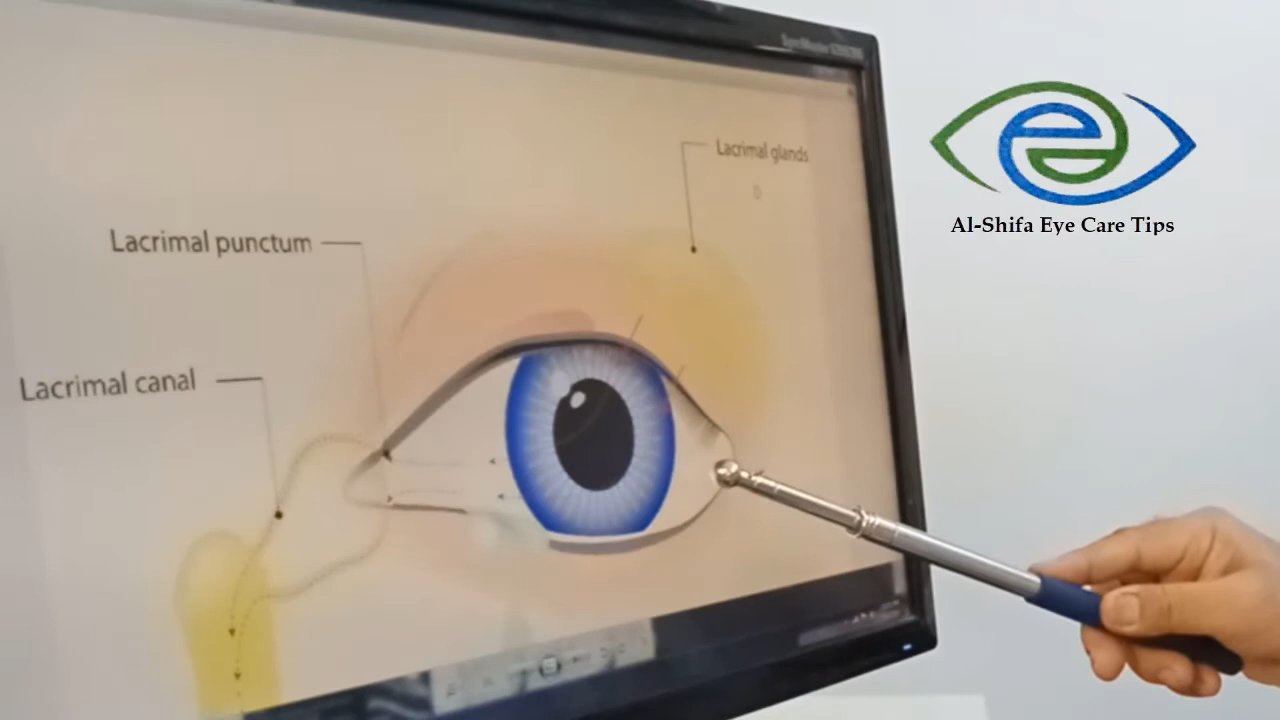 Lacrimal glands
Lacrimal punctum
Lacrimal canal
Al-Shifa Eye Care Tips